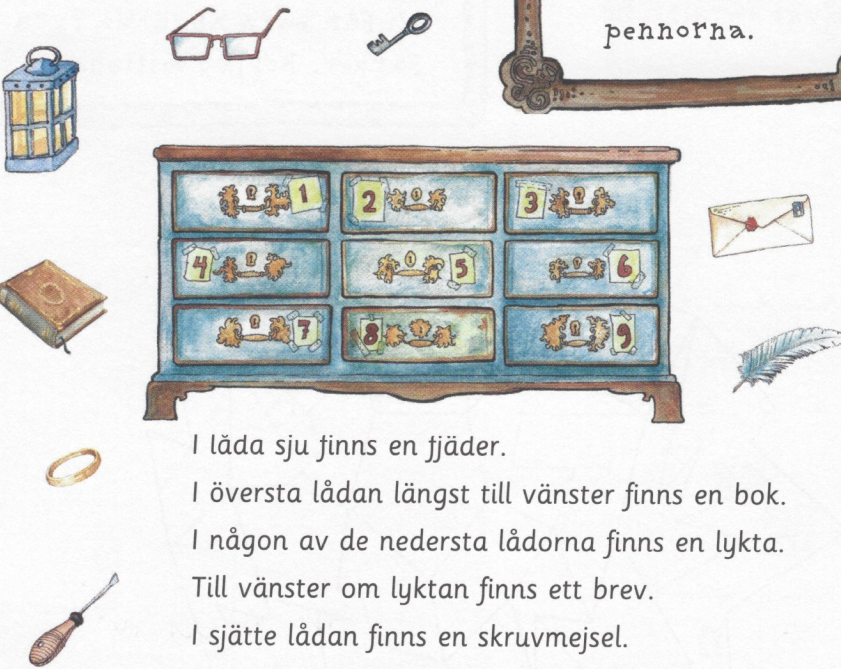 pennorna.
1 2 3
4 5 6
7 8 9
I låda sju finns en fjäder.
I översta lådan längst till vänster finns en bok.
I någon av de nedersta lådorna finns en lykta.
Till vänster om lyktan finns ett brev.
I sjätte lådan finns en skruvmejsel.